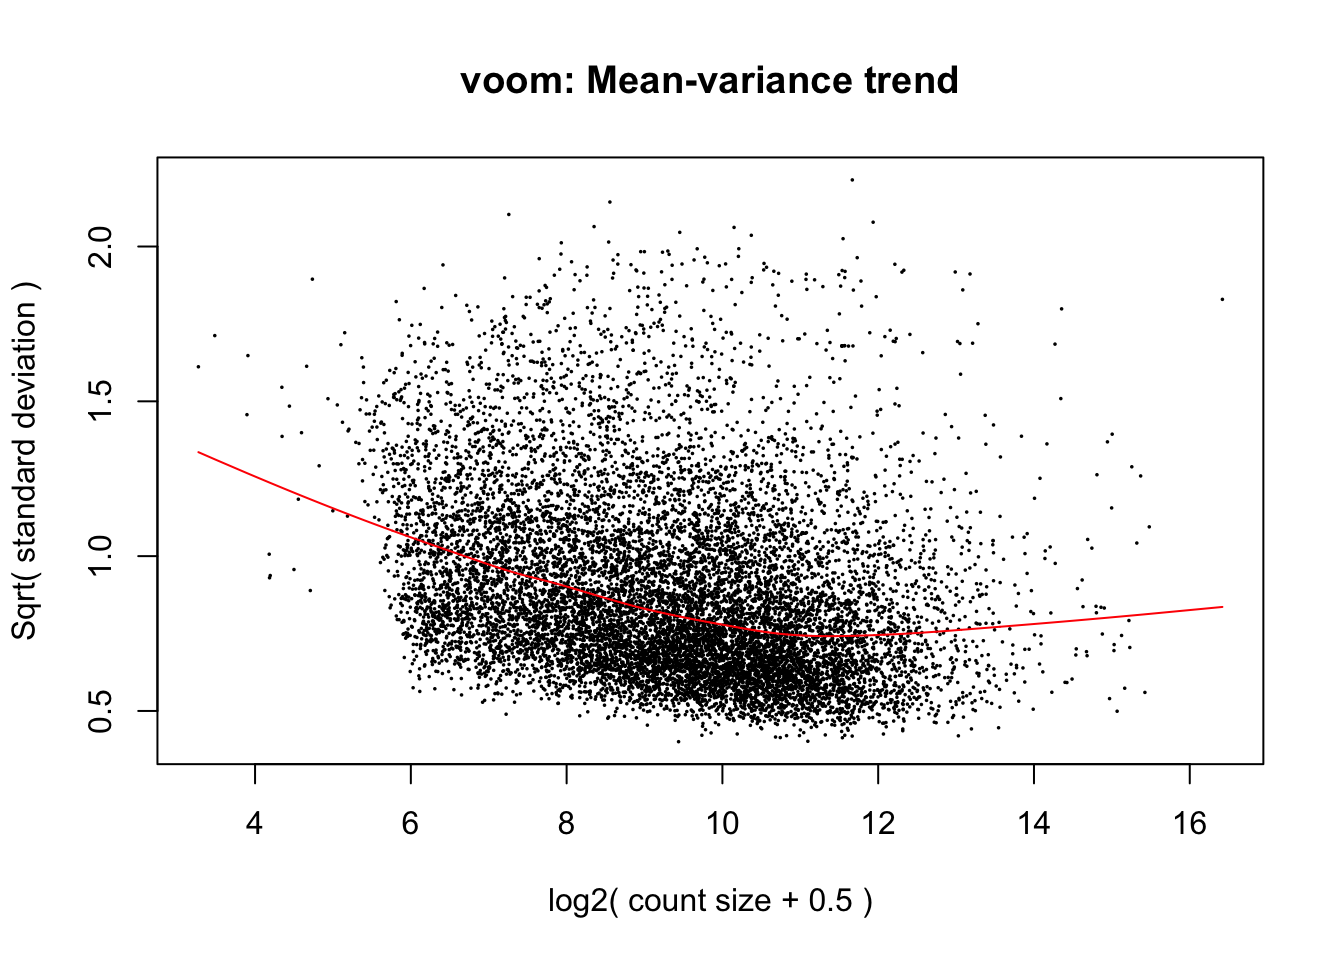 voom: Mean-variance trend
Sqrt( standard deviation )
2.0
1.5
1.0
0.5
4 6 8 10 12 14 16
log2( count size + 0.5 )